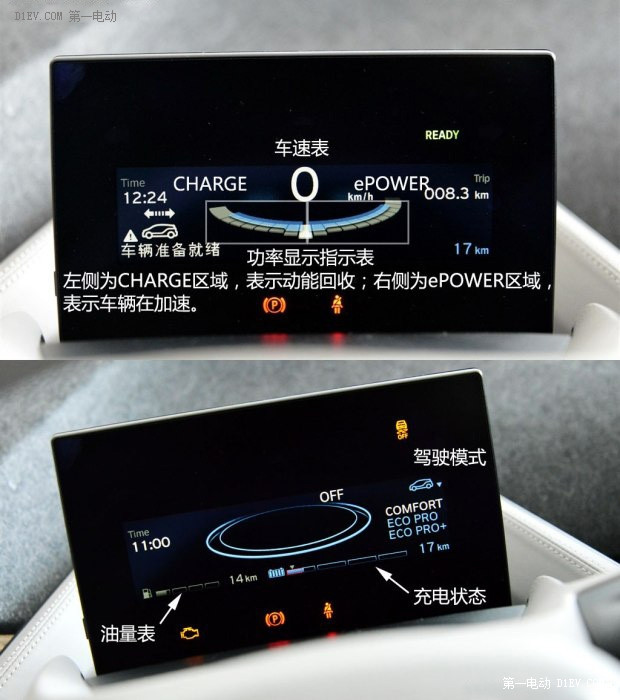 D1EV.COM 第一电动
READY
车速表
Time
CHARGE
0
ePOWER
Trip
12:24
km/h
008.3 km
车辆准备就绪
功率显示指示表
17 km
左侧为CHARGE区域，表示动能回收；右侧为ePOWER区域，
表示车辆在加速。
P
OFF
驾驶模式
OFF
COMFORT
ECO PRO
ECO PRO+
Time
11:00
17 km
14 km
充电状态
油量表
P
第一电动 D1EV.COM